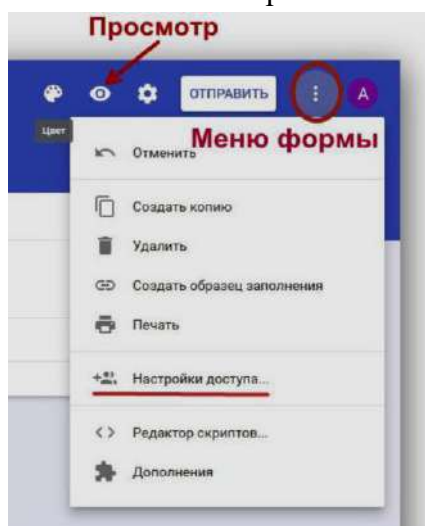 Просмотр
ОТПРАВИТЬ
А
Цвет
Меню формы
Отменить
Создать копию
Удалить
Создать образец заполнения
Печать
Настройки доступа...
Редактор скриптов...
Дополнения